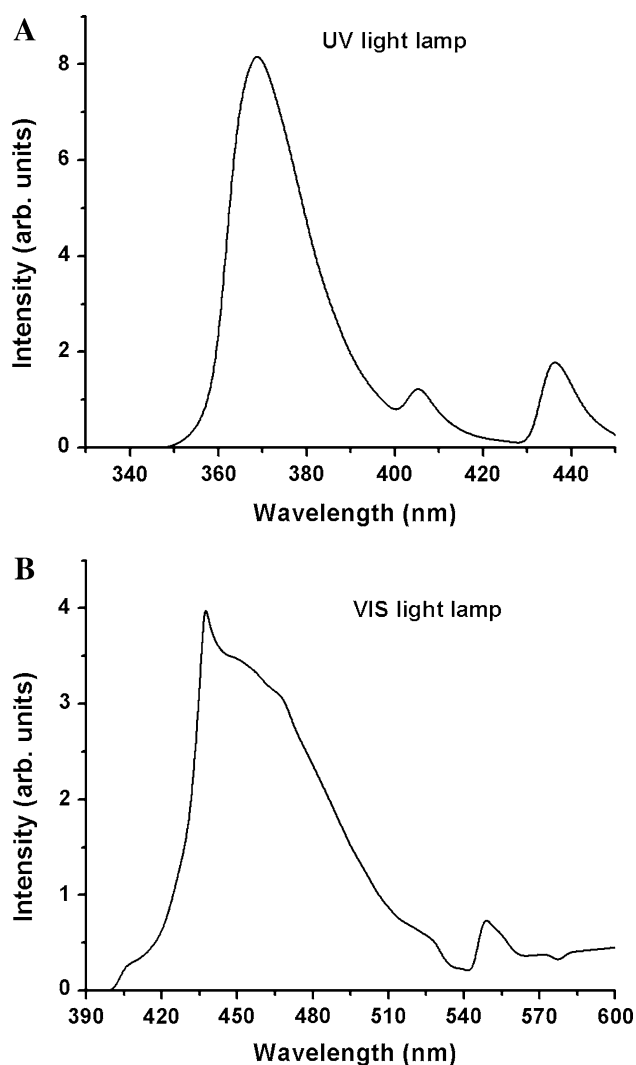 A
UV light lamp
8
6
4
2
0
Intensity (arb. units)
340 360 380 400 420 440
Wavelength (nm)
B
VIS light lamp
4
3
2
1
0
Intensity (arb. units)
390 420 450 480 510 540 570 600
Wavelength (nm)